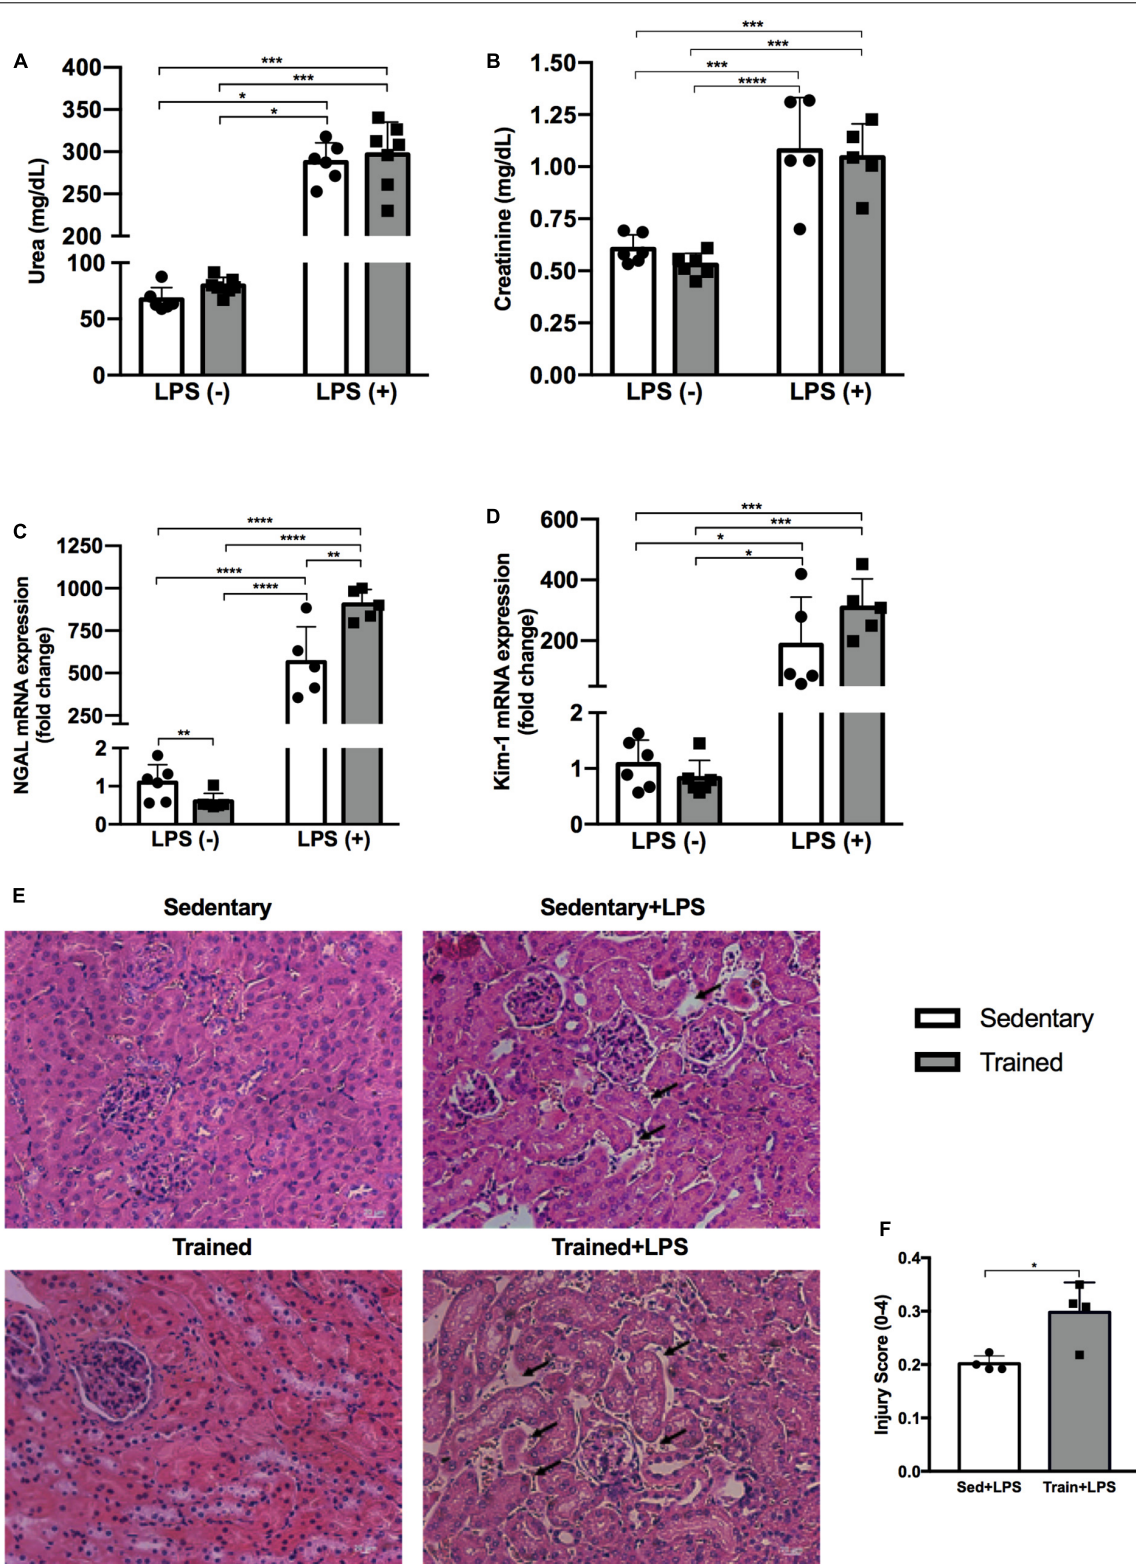 A
Urea (mg/dL)
400
350
300
250
200
100
50
0
***
***
*
*
LPS (-)
LPS (+)
B
Creatinine (mg/dL)
1.50
1.25
1.00
0.75
0.50
0.25
0.00
***
***
***
****
LPS (-)
LPS (+)
C
NGAL mRNA expression
(fold change)
1250
1000
750
500
250
2
1
0
****
****
**
****
****
**
LPS (-)
LPS (+)
D
Kim-1 mRNA expression
(fold change)
600
400
200
2
1
0
***
***
*
*
LPS (-)
LPS (+)
E
Sedentary
Sedentary+LPS
Trained
Trained+LPS
Sedentary
Trained
F
Injury Score (0-4)
0.4
0.3
0.2
0.1
0.0
*
Sed+LPS
Train+LPS